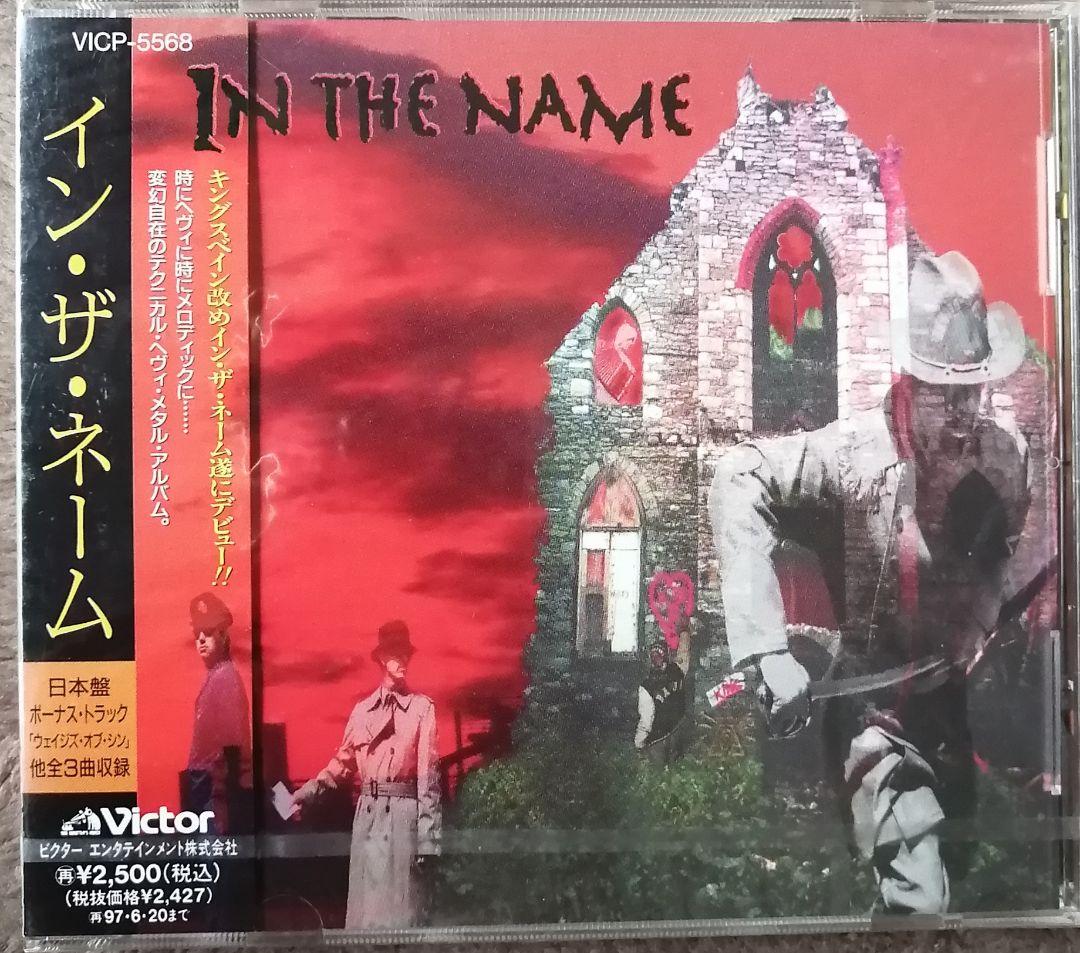 VICP-5568
IN THE NAME
イン・ザ・ネーム
キングスベイン改めイン・ザ・ネーム遂にデビュー!!
時にヘヴィに時にメロディックに……
変幻自在のテクニカル・ヘヴィ・メタル・アルバム。
日本盤
ボーナス・トラック
「ウェイジズ・オブ・シン」
他全3曲収録
Victor
ビクター エンタテインメント株式会社
再¥2,500(税込)
(税抜価格¥2,427)
再97・6・20まで